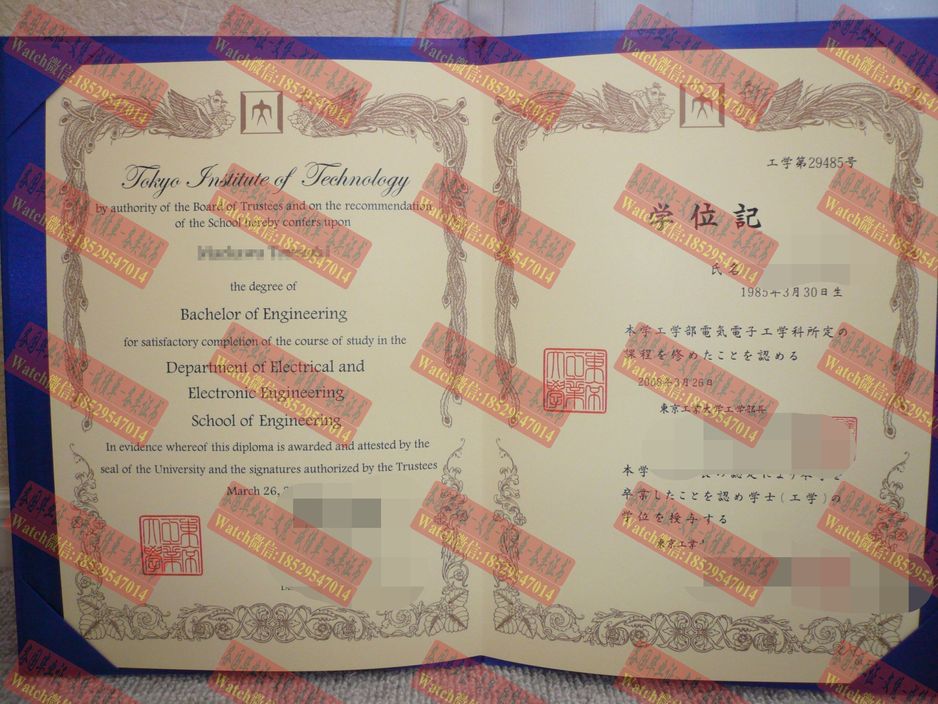 Tokyo Institute of Technology
by authority of the Board of Trustees and on the recommendation
of the School hereby confers upon
the degree of
Bachelor of Engineering
for satisfactory completion of the course of study in the
Department of Electrical and
Electronic Engineering
School of Engineering
In evidence whereof this diploma is awarded and attested by the
seal of the University and the signatures authorized by the Trustees
March 26,
工学第29485号
学位記
氏名
1985年3月30日生
本学工学部電気電子工学科所定の
課程を修めたことを認める
2008年3月26日
東京工業大学工学部長
本学
卒業したことを認め学士(工学)の
学位を授与する
東京工業
Watch微信:18529547014